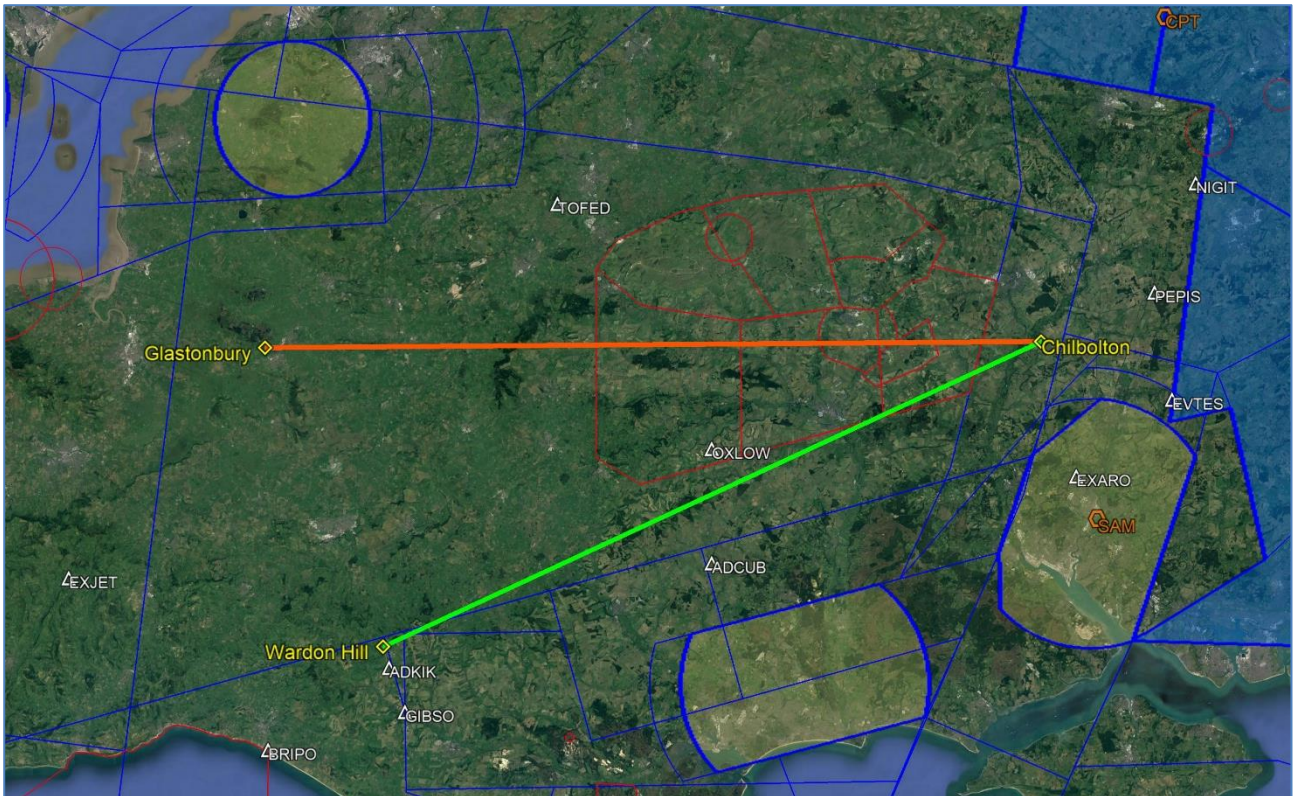 CPT
NIGIT
TOFED
PEPIS
Glastonbury
Chilbolton
EVTES
OXLOW
EXARO
SAM
ADCUB
EXJET
Wardon Hill
ADKIK
GIBSO
BRIPO